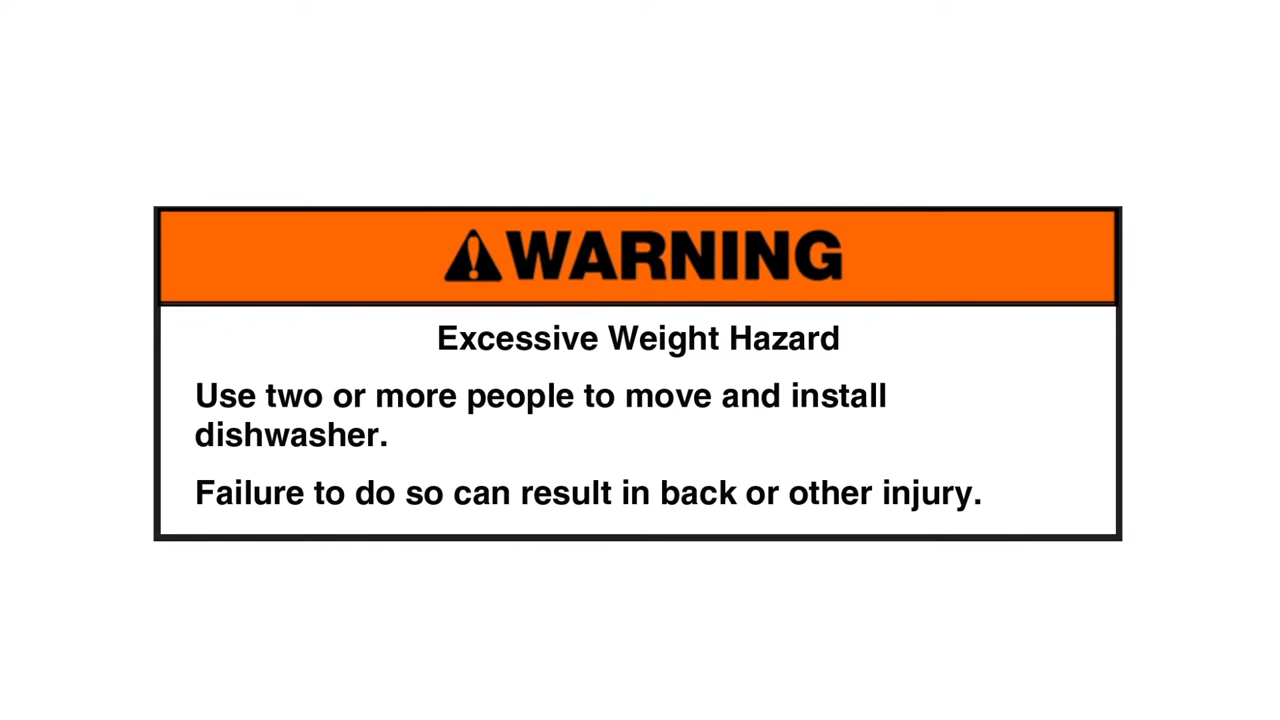 WARNING
Excessive Weight Hazard
Use two or more people to move and install
dishwasher.
Failure to do so can result in back or other injury.